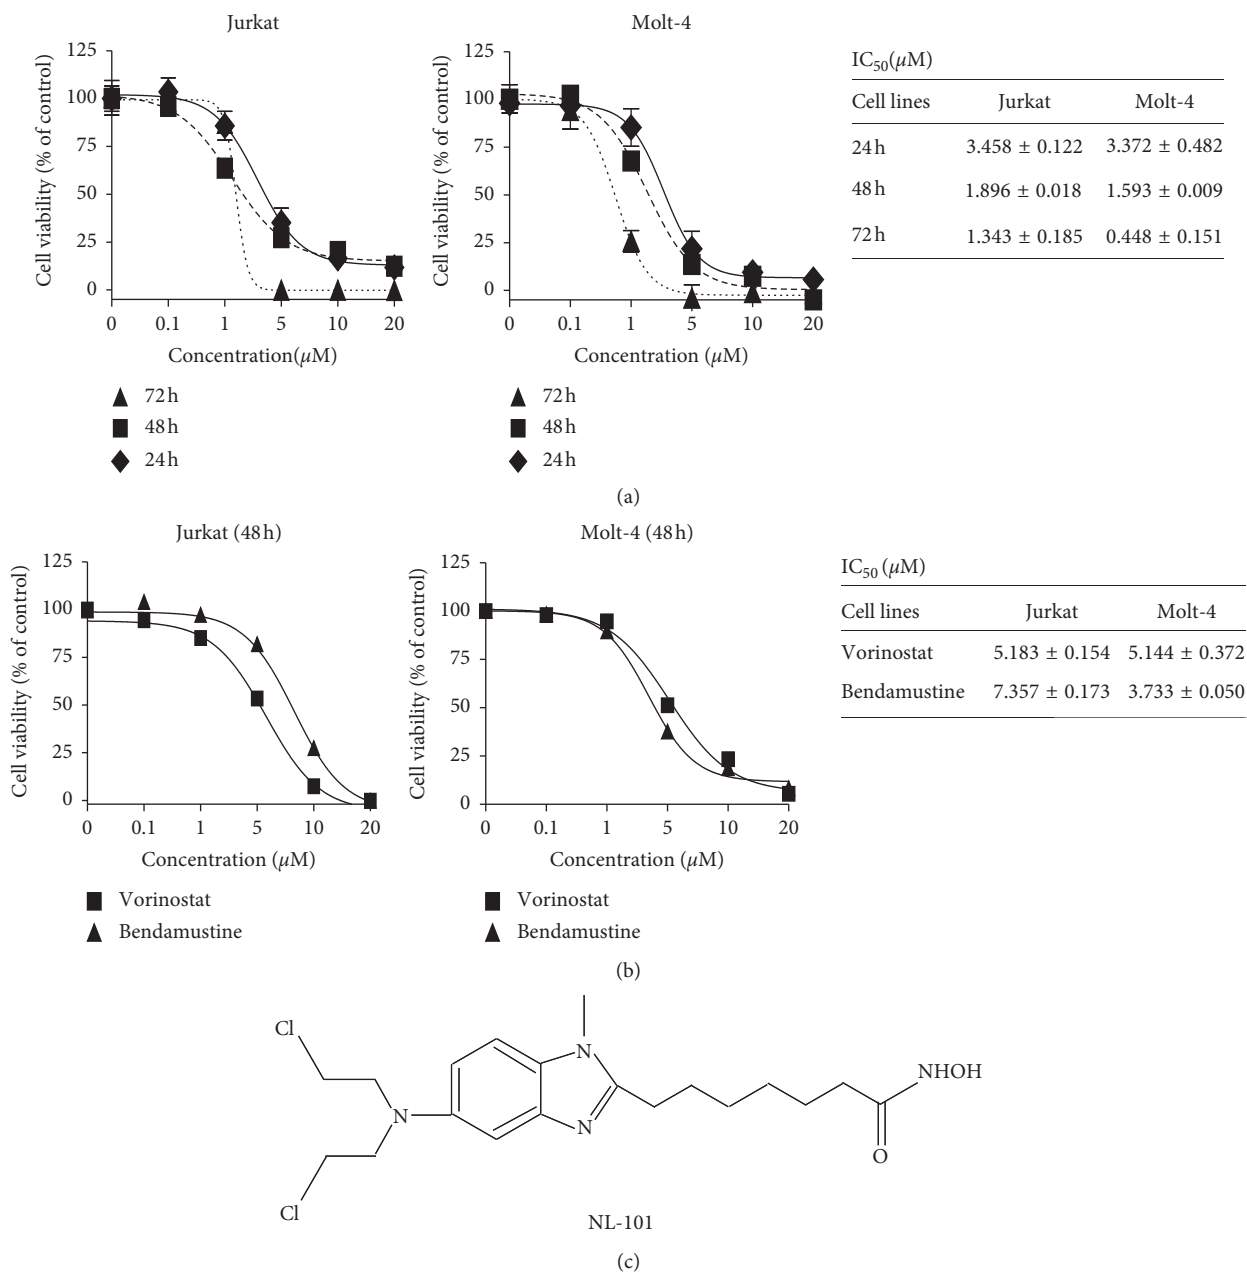 Jurkat
Cell viability (% of control)
125
100
75
50
25
0
0 0.1 1 5 10 20
Concentration(μM)
72 h
48 h
24 h
Molt-4
Cell viability (% of control)
125
100
75
50
25
0
0 0.1 1 5 10 20
Concentration (μM)
72 h
48 h
24 h
IC50(μM)
Cell lines Jurkat Molt-4
24 h 3.458 ± 0.122 3.372 ± 0.482
48 h 1.896 ± 0.018 1.593 ± 0.009
72 h 1.343 ± 0.185 0.448 ± 0.151
(a)
Jurkat (48 h)
Cell viability (% of control)
125
100
75
50
25
0
0 0.1 1 5 10 20
Concentration (μM)
Vorinostat
Bendamustine
Molt-4 (48 h)
Cell viability (% of control)
125
100
75
50
25
0
0 0.1 1 5 10 20
Concentration (μM)
Vorinostat
Bendamustine
IC50 (μM)
Cell lines Jurkat Molt-4
Vorinostat 5.183 ± 0.154 5.144 ± 0.372
Bendamustine 7.357 ± 0.173 3.733 ± 0.050
(b)
Cl
N
NHOH
N
N
O
Cl
NL-101
(c)